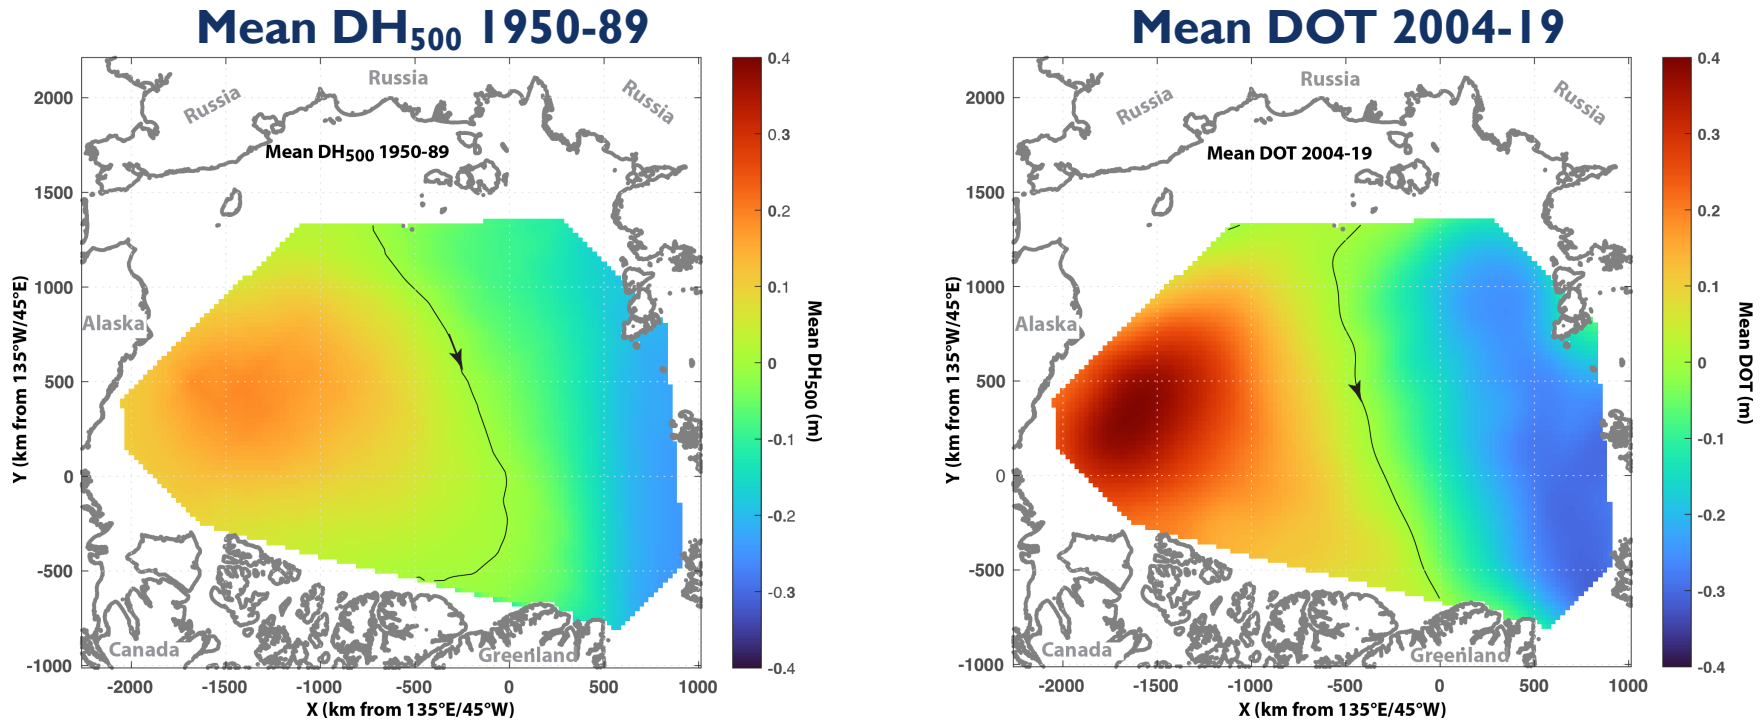 Mean DH500 1950-89
Mean DOT 2004-19
2000
1500
1000
500
0
-500
-1000
Y (km from 135°W/45°E)
Russia
Russia
Russia
Mean DH500 1950-89
Alaska
Canada
Greenland
-2000 -1500 -1000 -500 0 500 1000
X (km from 135°E/45°W)
0.4
0.3
0.2
0.1
0
-0.1
-0.2
-0.3
-0.4
Mean DH500 (m)
2000
1500
1000
500
0
-500
-1000
Y (km from 135°W/45°E)
Russia
Russia
Russia
Mean DOT 2004-19
Alaska
Canada
Greenland
-2000 -1500 -1000 -500 0 500 1000
X (km from 135°E/45°W)
0.4
0.3
0.2
0.1
0
-0.1
-0.2
-0.3
-0.4
Mean DOT (m)